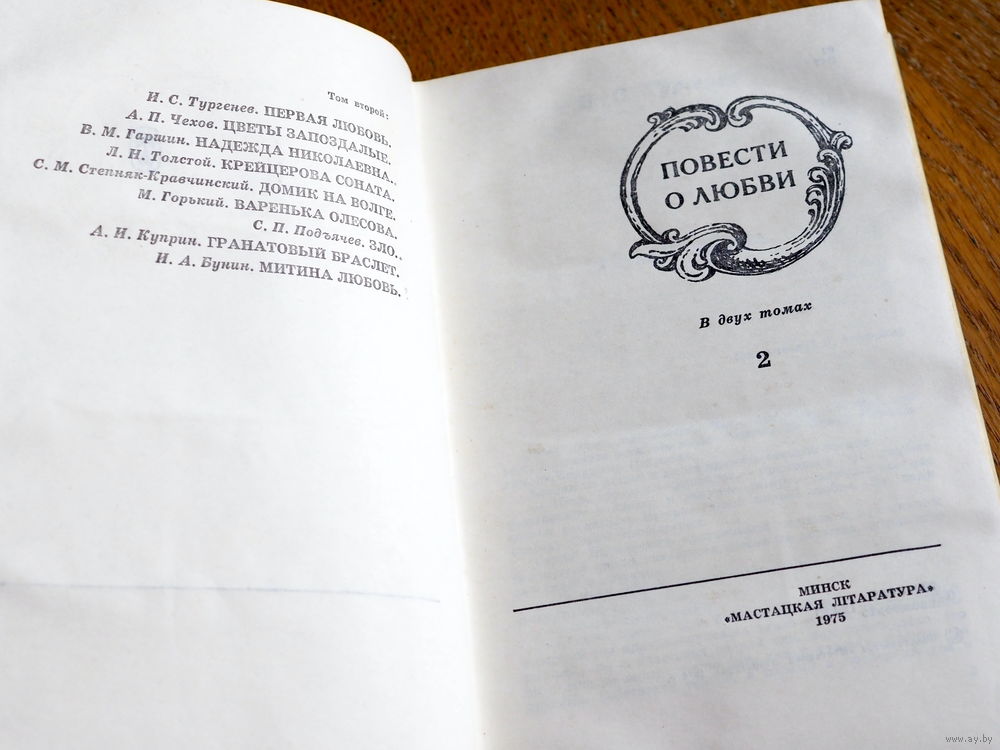 Том второй:
И. С. Тургенев. ПЕРВАЯ ЛЮБОВЬ.
А. П. Чехов. ЦВЕТЫ ЗАПОЗДАЛЫЕ.
В. М. Гаршин. НАДЕЖДА НИКОЛАЕВНА.
Л. Н. Толстой. КРЕЙЦЕРОВА СОНАТА.
С. М. Степняк-Кравчинский. ДОМИК НА ВОЛГЕ.
М. Горький. ВАРЕНЬКА ОЛЕСОВА.
С. П. Подъячев. ЗЛО.
А. И. Куприн. ГРАНАТОВЫЙ БРАСЛЕТ.
И. А. Бунин. МИТИНА ЛЮБОВЬ.
ПОВЕСТИ
О ЛЮБВИ
В двух томах
2
МИНСК
«МАСТАЦКАЯ ЛІТАРАТУРА»
1975
www.ay.by